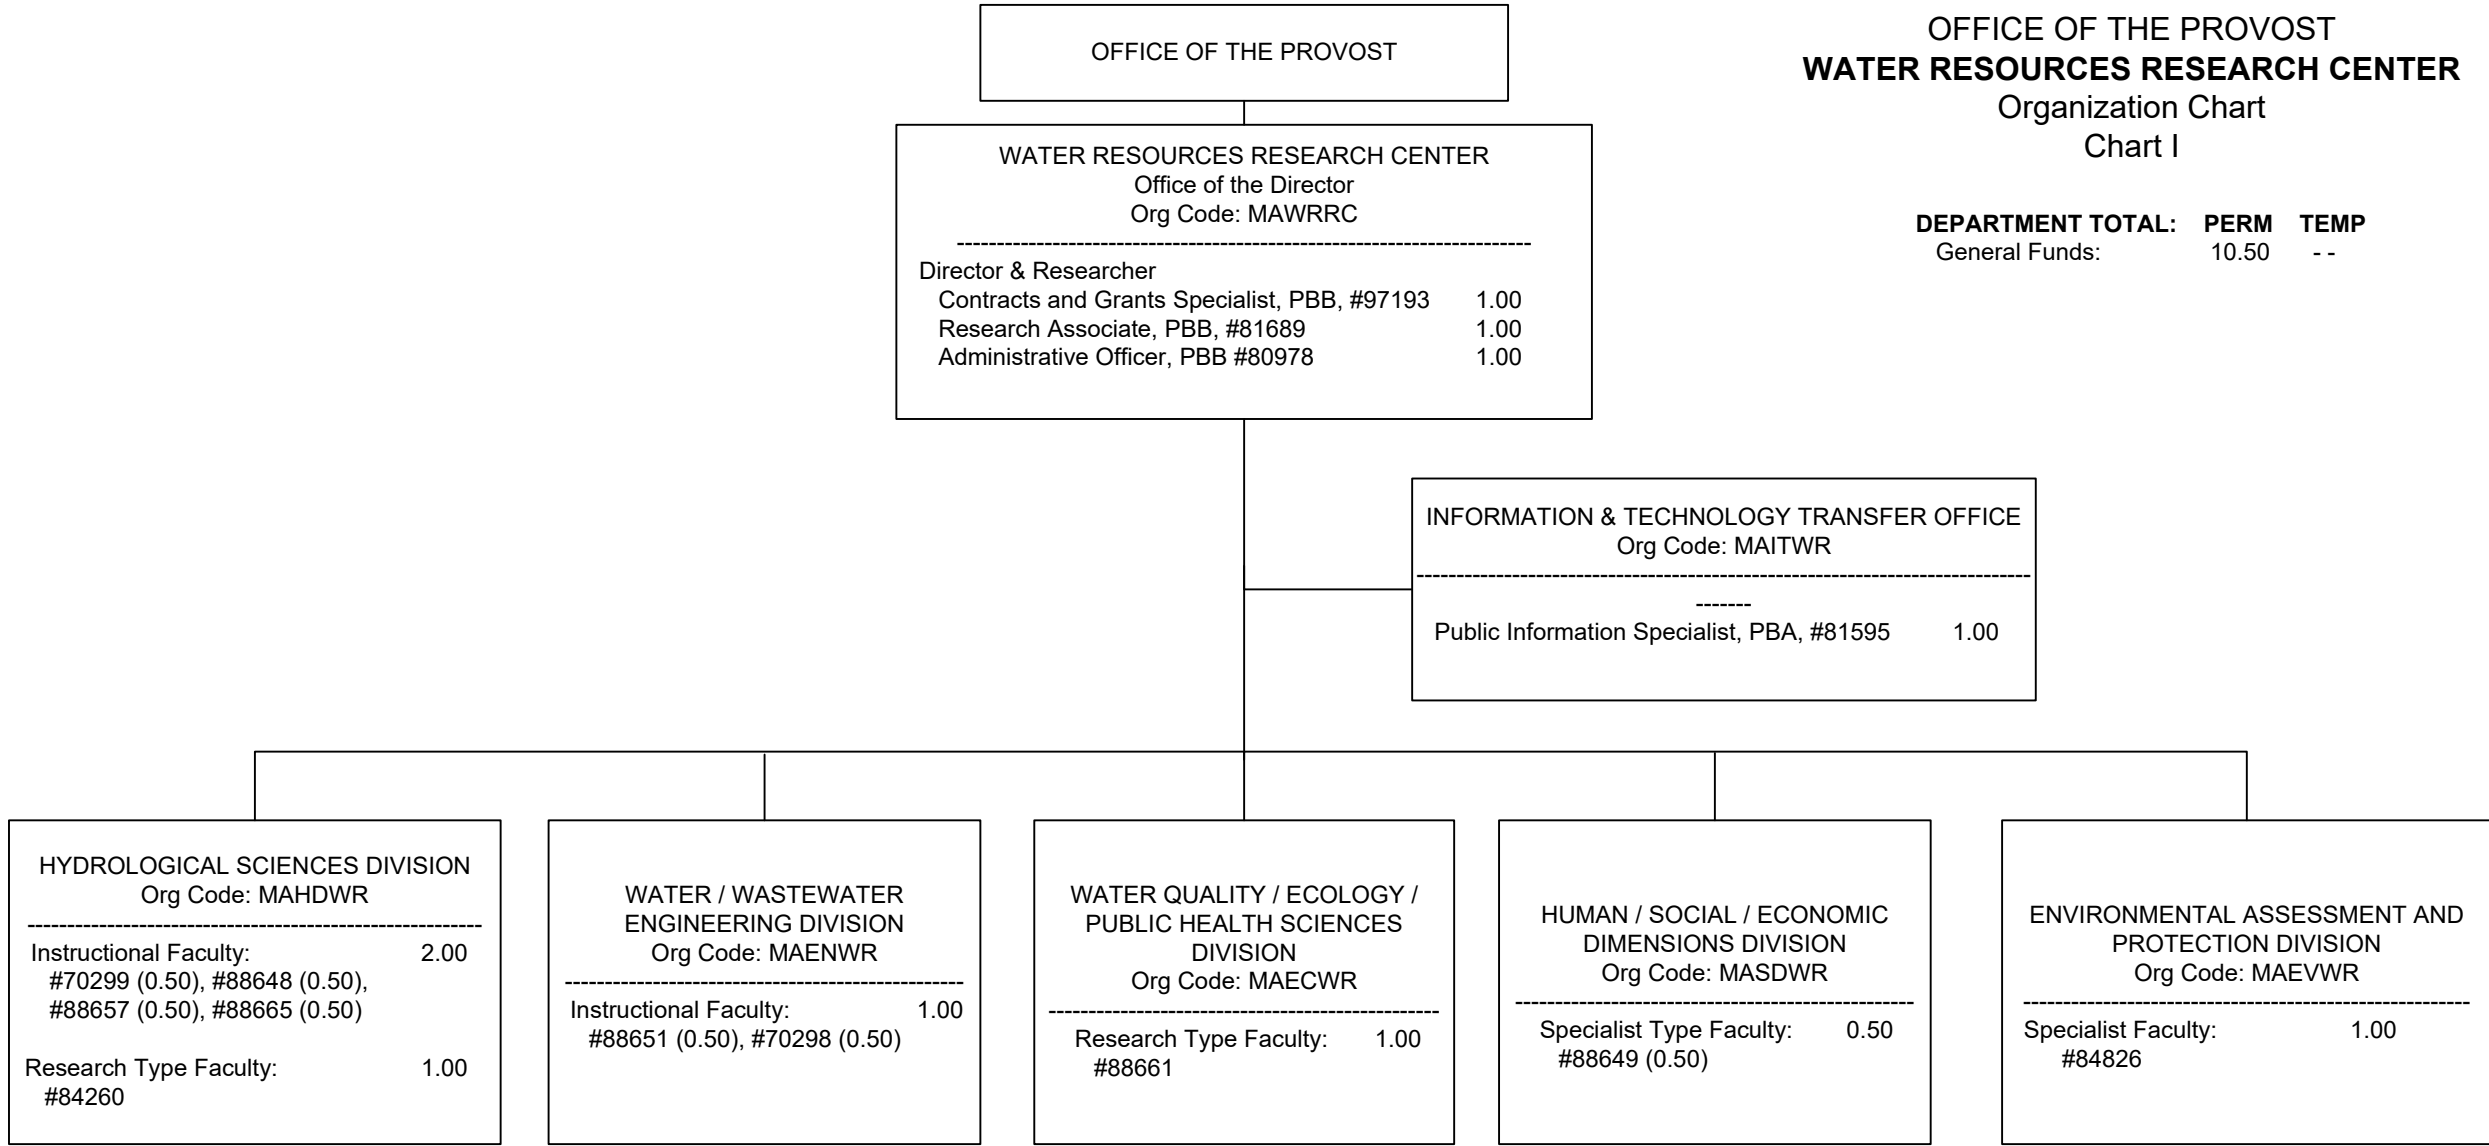 OFFICE OF THE PROVOST
OFFICE OF THE PROVOST
WATER RESOURCES RESEARCH CENTER
Organization Chart
Chart I
DEPARTMENT TOTAL: PERM TEMP
General Funds: 10.50 - -
WATER RESOURCES RESEARCH CENTER
Office of the Director
Org Code: MAWRRC
Director & Researcher
Contracts and Grants Specialist, PBB, #97193 1.00
Research Associate, PBB, #81689 1.00
Administrative Officer, PBB #80978 1.00
INFORMATION & TECHNOLOGY TRANSFER OFFICE
Org Code: MAITWR
Public Information Specialist, PBA, #81595 1.00
HYDROLOGICAL SCIENCES DIVISION
Org Code: MAHDWR
Instructional Faculty: 2.00
#70299 (0.50), #88648 (0.50),
#88657 (0.50), #88665 (0.50)
Research Type Faculty: 1.00
#84260
WATER / WASTEWATER
ENGINEERING DIVISION
Org Code: MAENWR
Instructional Faculty: 1.00
#88651 (0.50), #70298 (0.50)
WATER QUALITY / ECOLOGY /
PUBLIC HEALTH SCIENCES
DIVISION
Org Code: MAECWR
Research Type Faculty: 1.00
#88661
HUMAN / SOCIAL / ECONOMIC
DIMENSIONS DIVISION
Org Code: MASDWR
Specialist Type Faculty: 0.50
#88649 (0.50)
ENVIRONMENTAL ASSESSMENT AND
PROTECTION DIVISION
Org Code: MAEVWR
Specialist Faculty: 1.00
#84826